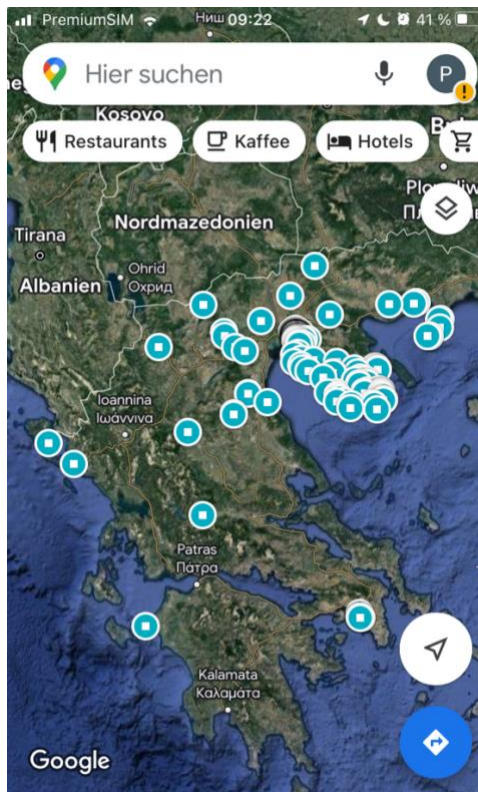 PremiumSIM Ниш 09:22 41 %
Hier suchen P
Kosovo
Restaurants Kaffee Hotels
Nordmazedonien
Tirana
Ohrid
Охрид
Albanien
Ioannina
Ιωάννινα
Patras
Πάτρα
Kalamata
Καλαμάτα
Google